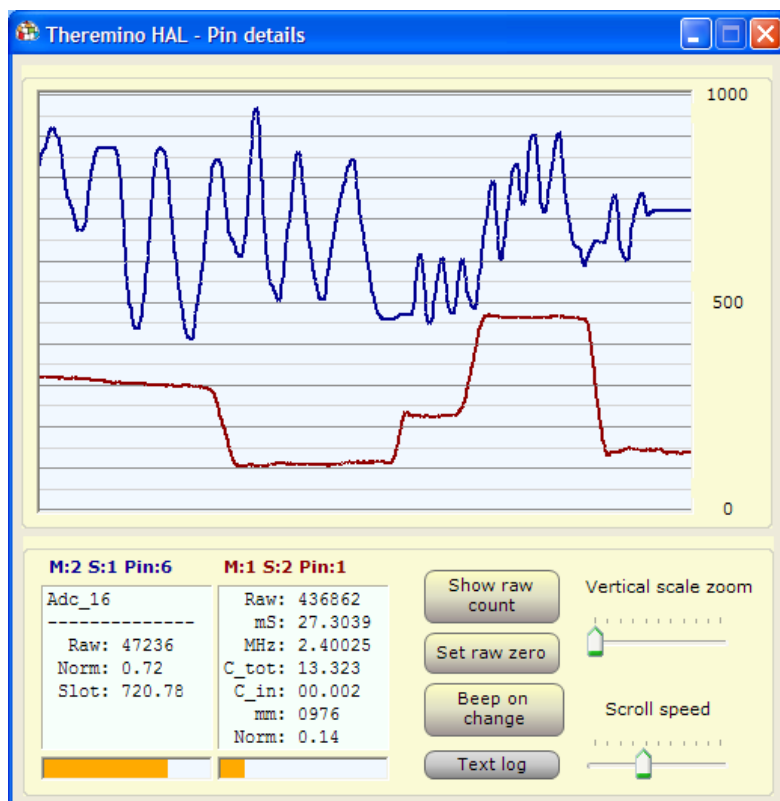 Theremino HAL - Pin details
1000
500
0
M:2 S:1 Pin:6
Adc_16
--------------
Raw: 47236
Norm: 0.72
Slot: 720.78
M:1 S:2 Pin:1
Raw: 436862
mS: 27.3039
MHz: 2.40025
C_tot: 13.323
C_in: 00.002
mm: 0976
Norm: 0.14
Show raw
count
Set raw zero
Beep on
change
Text log
Vertical scale zoom
Scroll speed